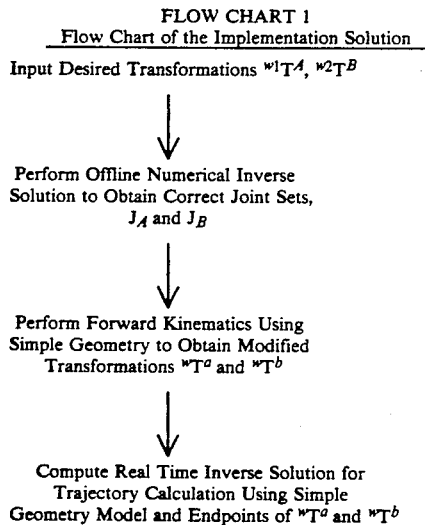 FLOW CHART 1
Flow Chart of the Implementation Solution
Input Desired Transformations ʷ¹Tᴬ, ʷ²Tᴮ
Perform Offline Numerical Inverse
Solution to Obtain Correct Joint Sets,
J_A and J_B
Perform Forward Kinematics Using
Simple Geometry to Obtain Modified
Transformations ʷTᵃ and ʷTᵇ
Compute Real Time Inverse Solution for
Trajectory Calculation Using Simple
Geometry Model and Endpoints of ʷTᵃ and ʷTᵇ